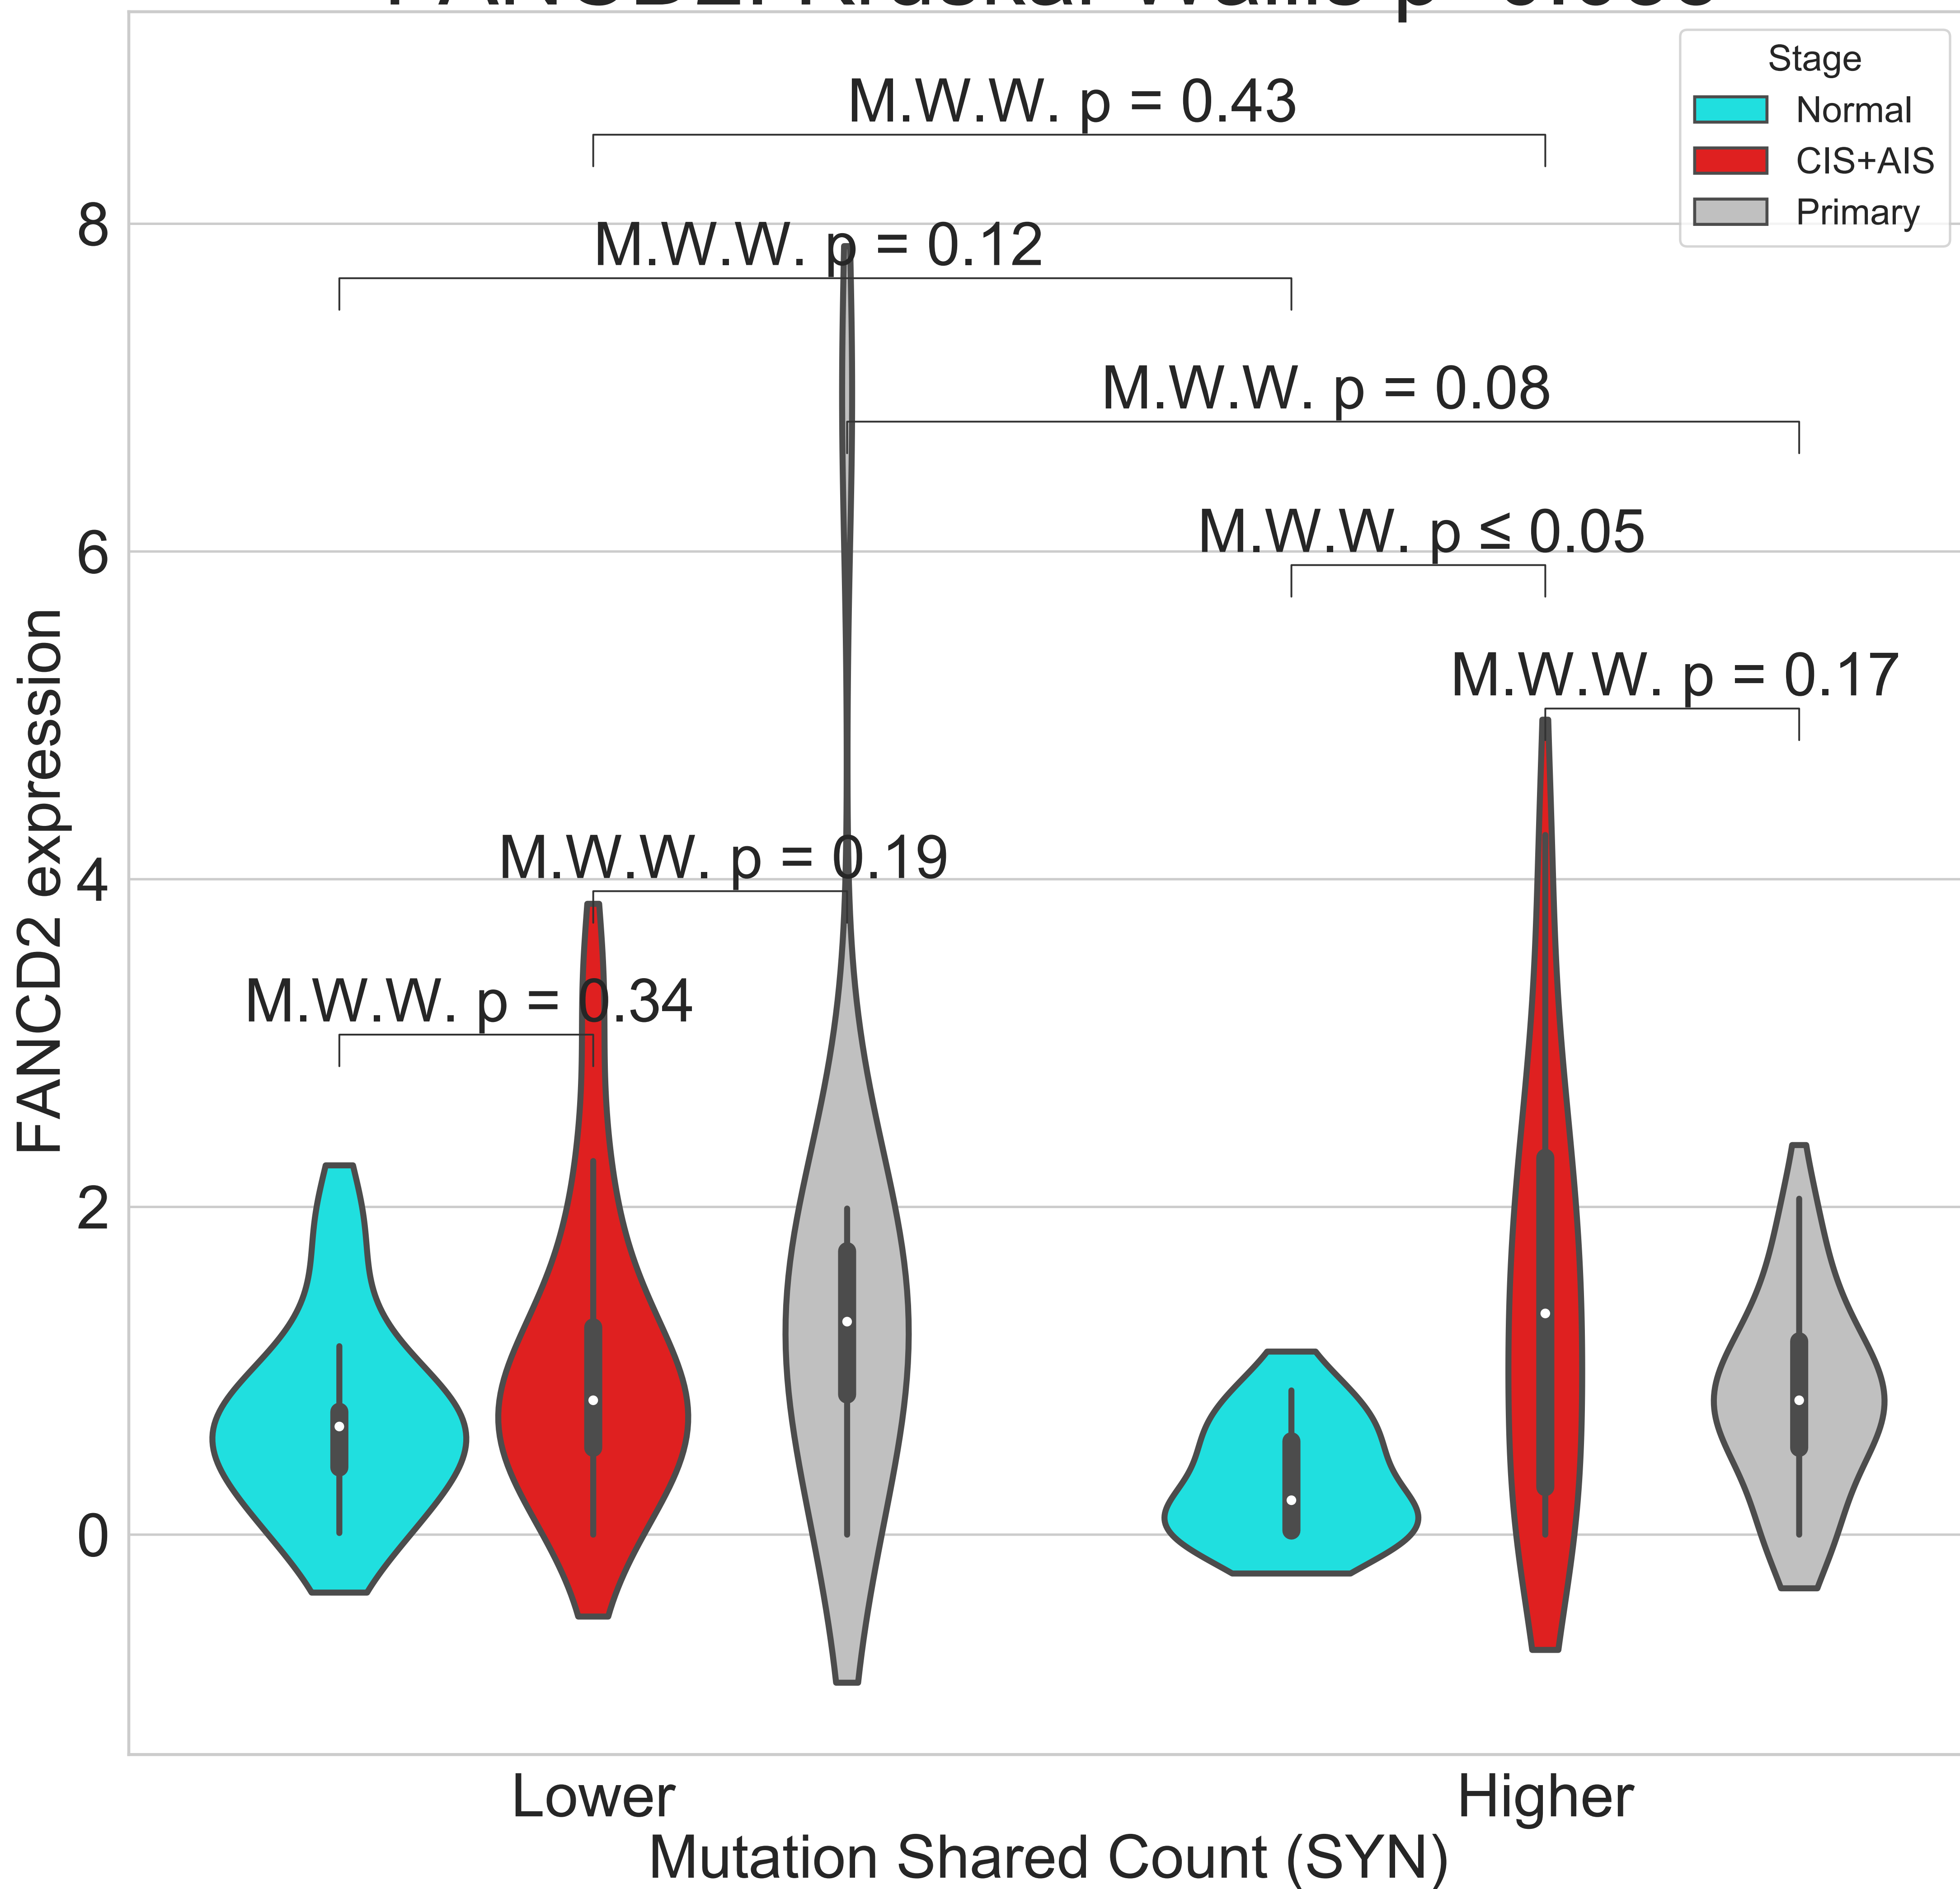 Stage
Normal
CIS+AIS
Primary
M.W.W. p = 0.43
M.W.W. p = 0.12
M.W.W. p = 0.08
M.W.W. p ≤ 0.05
M.W.W. p = 0.17
M.W.W. p = 0.19
M.W.W. p = 0.34
8
6
4
2
0
FANCD2 expression
Lower
Higher
Mutation Shared Count (SYN)